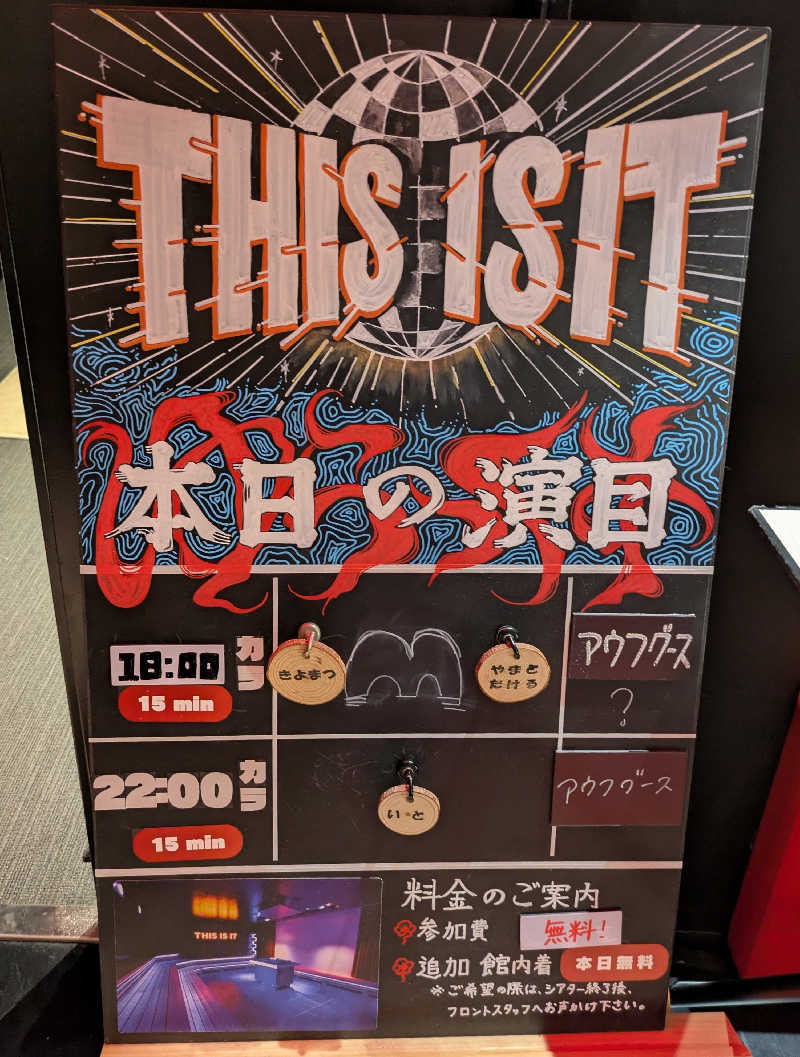 THIS IS IT
本日の演目
18:00 カラ
15 min
きよまつ
やまと
たける
アウフグース
?
22:00 カラ
15 min
い・と
アウフグース
THIS IS IT
料金のご案内
参加費 無料!
追加 館内着 本日無料
※ご希望の際は、シアター終了後、
フロントスタッフへお声かけ下さい。